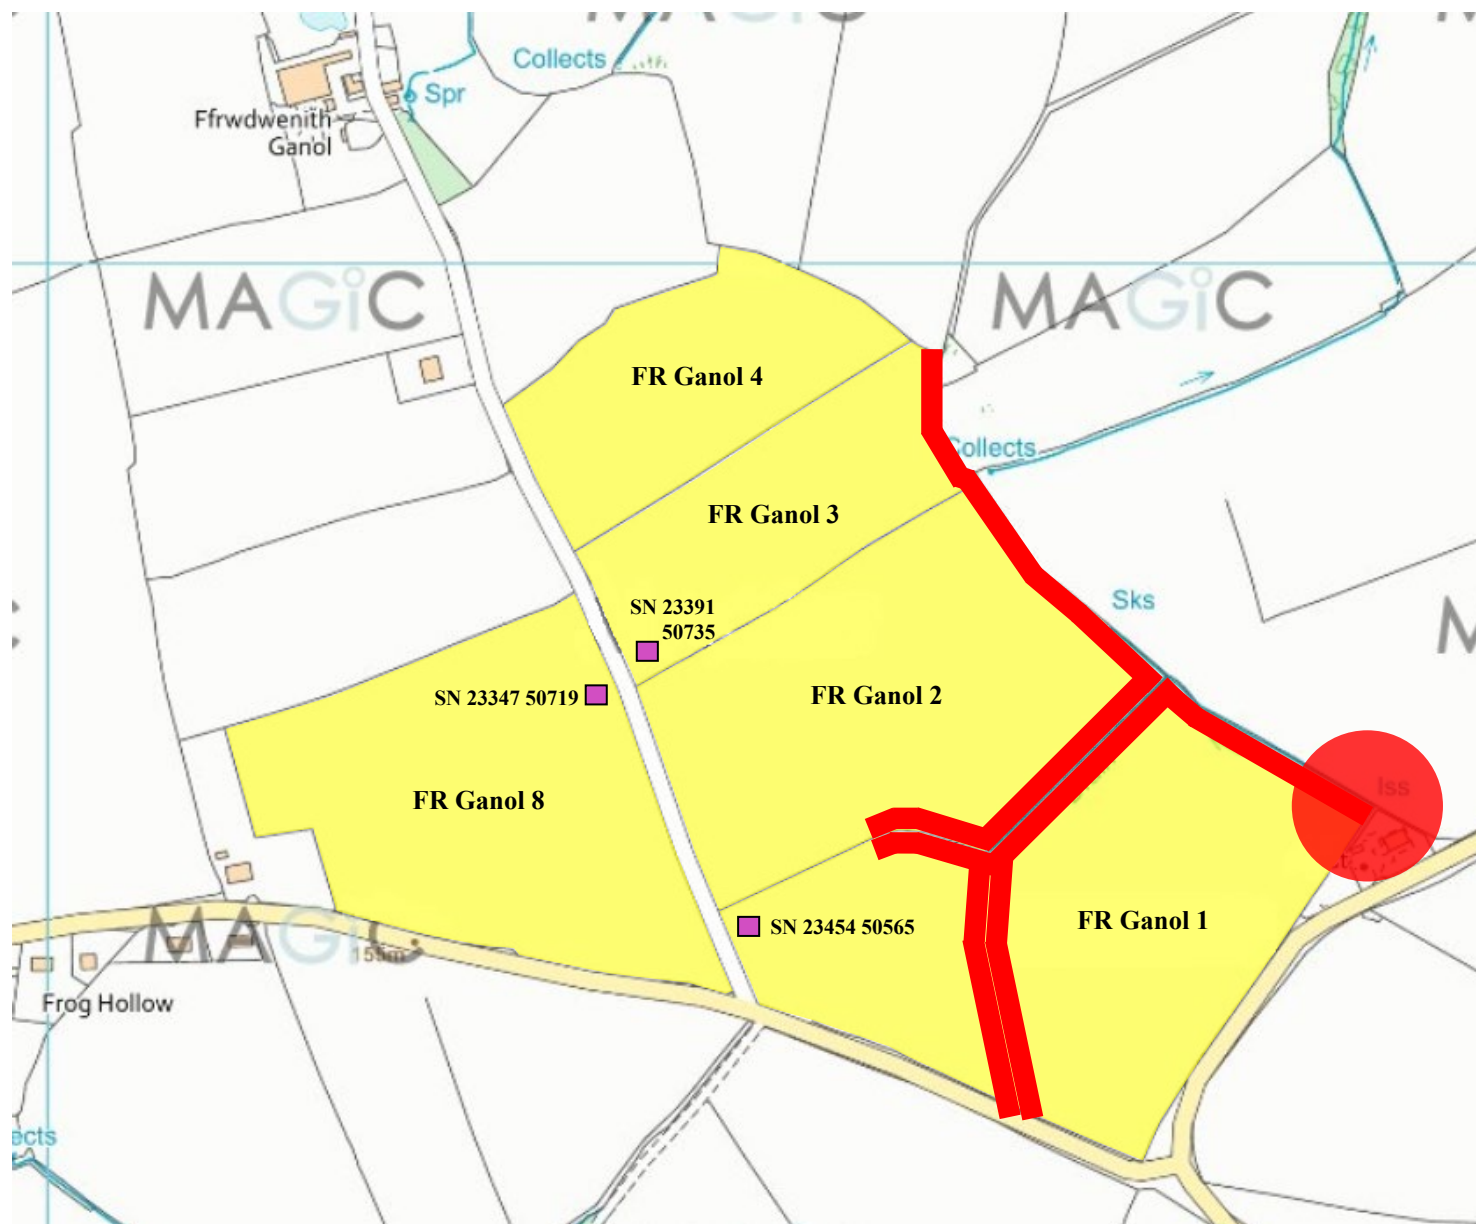 Collects
Spr
Ffrwdwenith
Ganol
MAGiC
MAGiC
FR Ganol 4
Collects
FR Ganol 3
SN 23391
50735
Sks
SN 23347 50719
FR Ganol 2
Iss
FR Ganol 8
FR Ganol 1
SN 23454 50565
MAGiC
155m
Frog Hollow